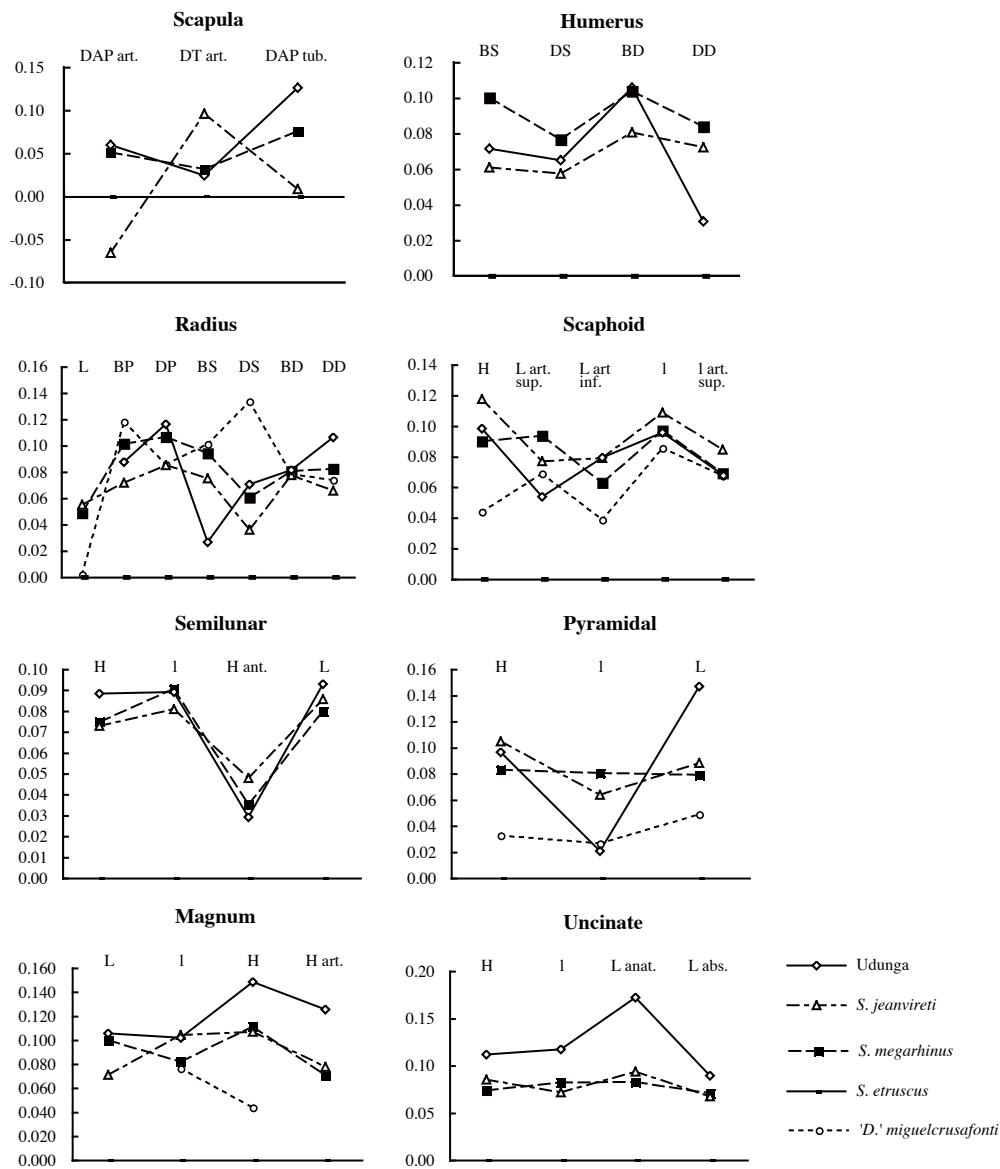 Scapula
DAP art. DT art. DAP tub.
0.15
0.10
0.05
0.00
-0.05
-0.10
Humerus
BS DS BD DD
0.12
0.10
0.08
0.06
0.04
0.02
0.00
Radius
L BP DP BS DS BD DD
0.16
0.14
0.12
0.10
0.08
0.06
0.04
0.02
0.00
Scaphoid
H L art. L art l l art.
sup. inf. sup.
0.14
0.12
0.10
0.08
0.06
0.04
0.02
0.00
Semilunar
H l H ant. L
0.10
0.09
0.08
0.07
0.06
0.05
0.04
0.03
0.02
0.01
0.00
Pyramidal
H l L
0.16
0.14
0.12
0.10
0.08
0.06
0.04
0.02
0.00
Magnum
L l H H art.
0.160
0.140
0.120
0.100
0.080
0.060
0.040
0.020
0.000
Uncinate
H l L anat. L abs.
0.20
0.15
0.10
0.05
0.00
Udunga
S. jeanvireti
S. megarhinus
S. etruscus
'D.' miguelcrusafonti